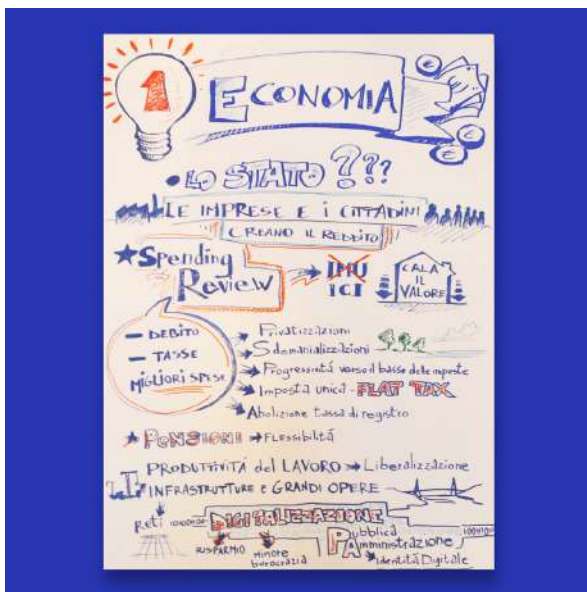 1 ECONOMIA
• LO STATO ???
LE IMPRESE E I CITTADINI
CREANO IL REDDITO
★ Spending
Review
IMU
ICI
CALA
IL
VALORE
– DEBITO
– TASSE
MIGLIORI SPESE
Privatizzazioni
Sdemanializzazioni
Progressività verso il basso delle imposte
Imposta unica - FLAT TAX
Abolizione tassa di registro
★ PENSIONI → Flessibilità
PRODUTTIVITÀ del LAVORO → Liberalizzazione
INFRASTRUTTURE e GRANDI OPERE
Reti
DIGITALIZZAZIONE
RISPARMIO
Minore
burocrazia
Pubblica
Amministrazione
Identità Digitale